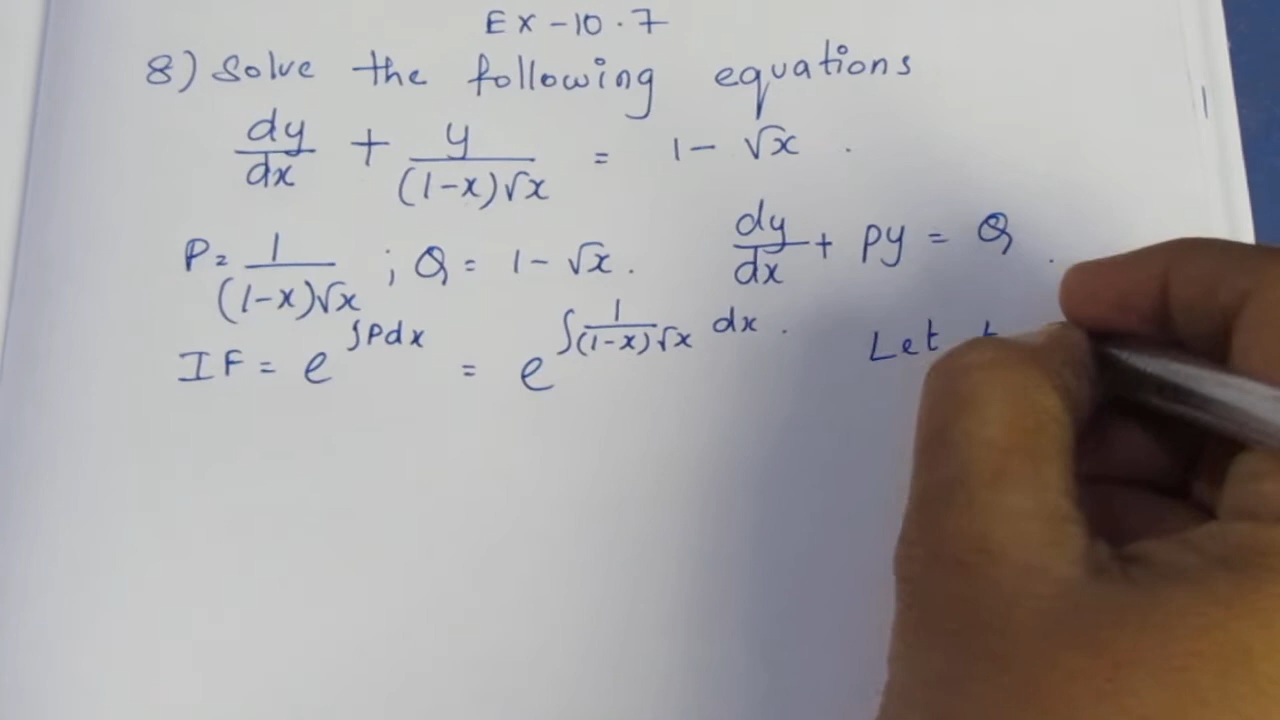 Ex - 10.7
8) Solve the following equations
dy/dx + y/((1-x)√x) = 1 - √x.
P = 1/((1-x)√x) ; Q = 1 - √x. dy/dx + py = Q.
IF = e^∫Pdx = e^∫1/((1-x)√x) dx. Let t